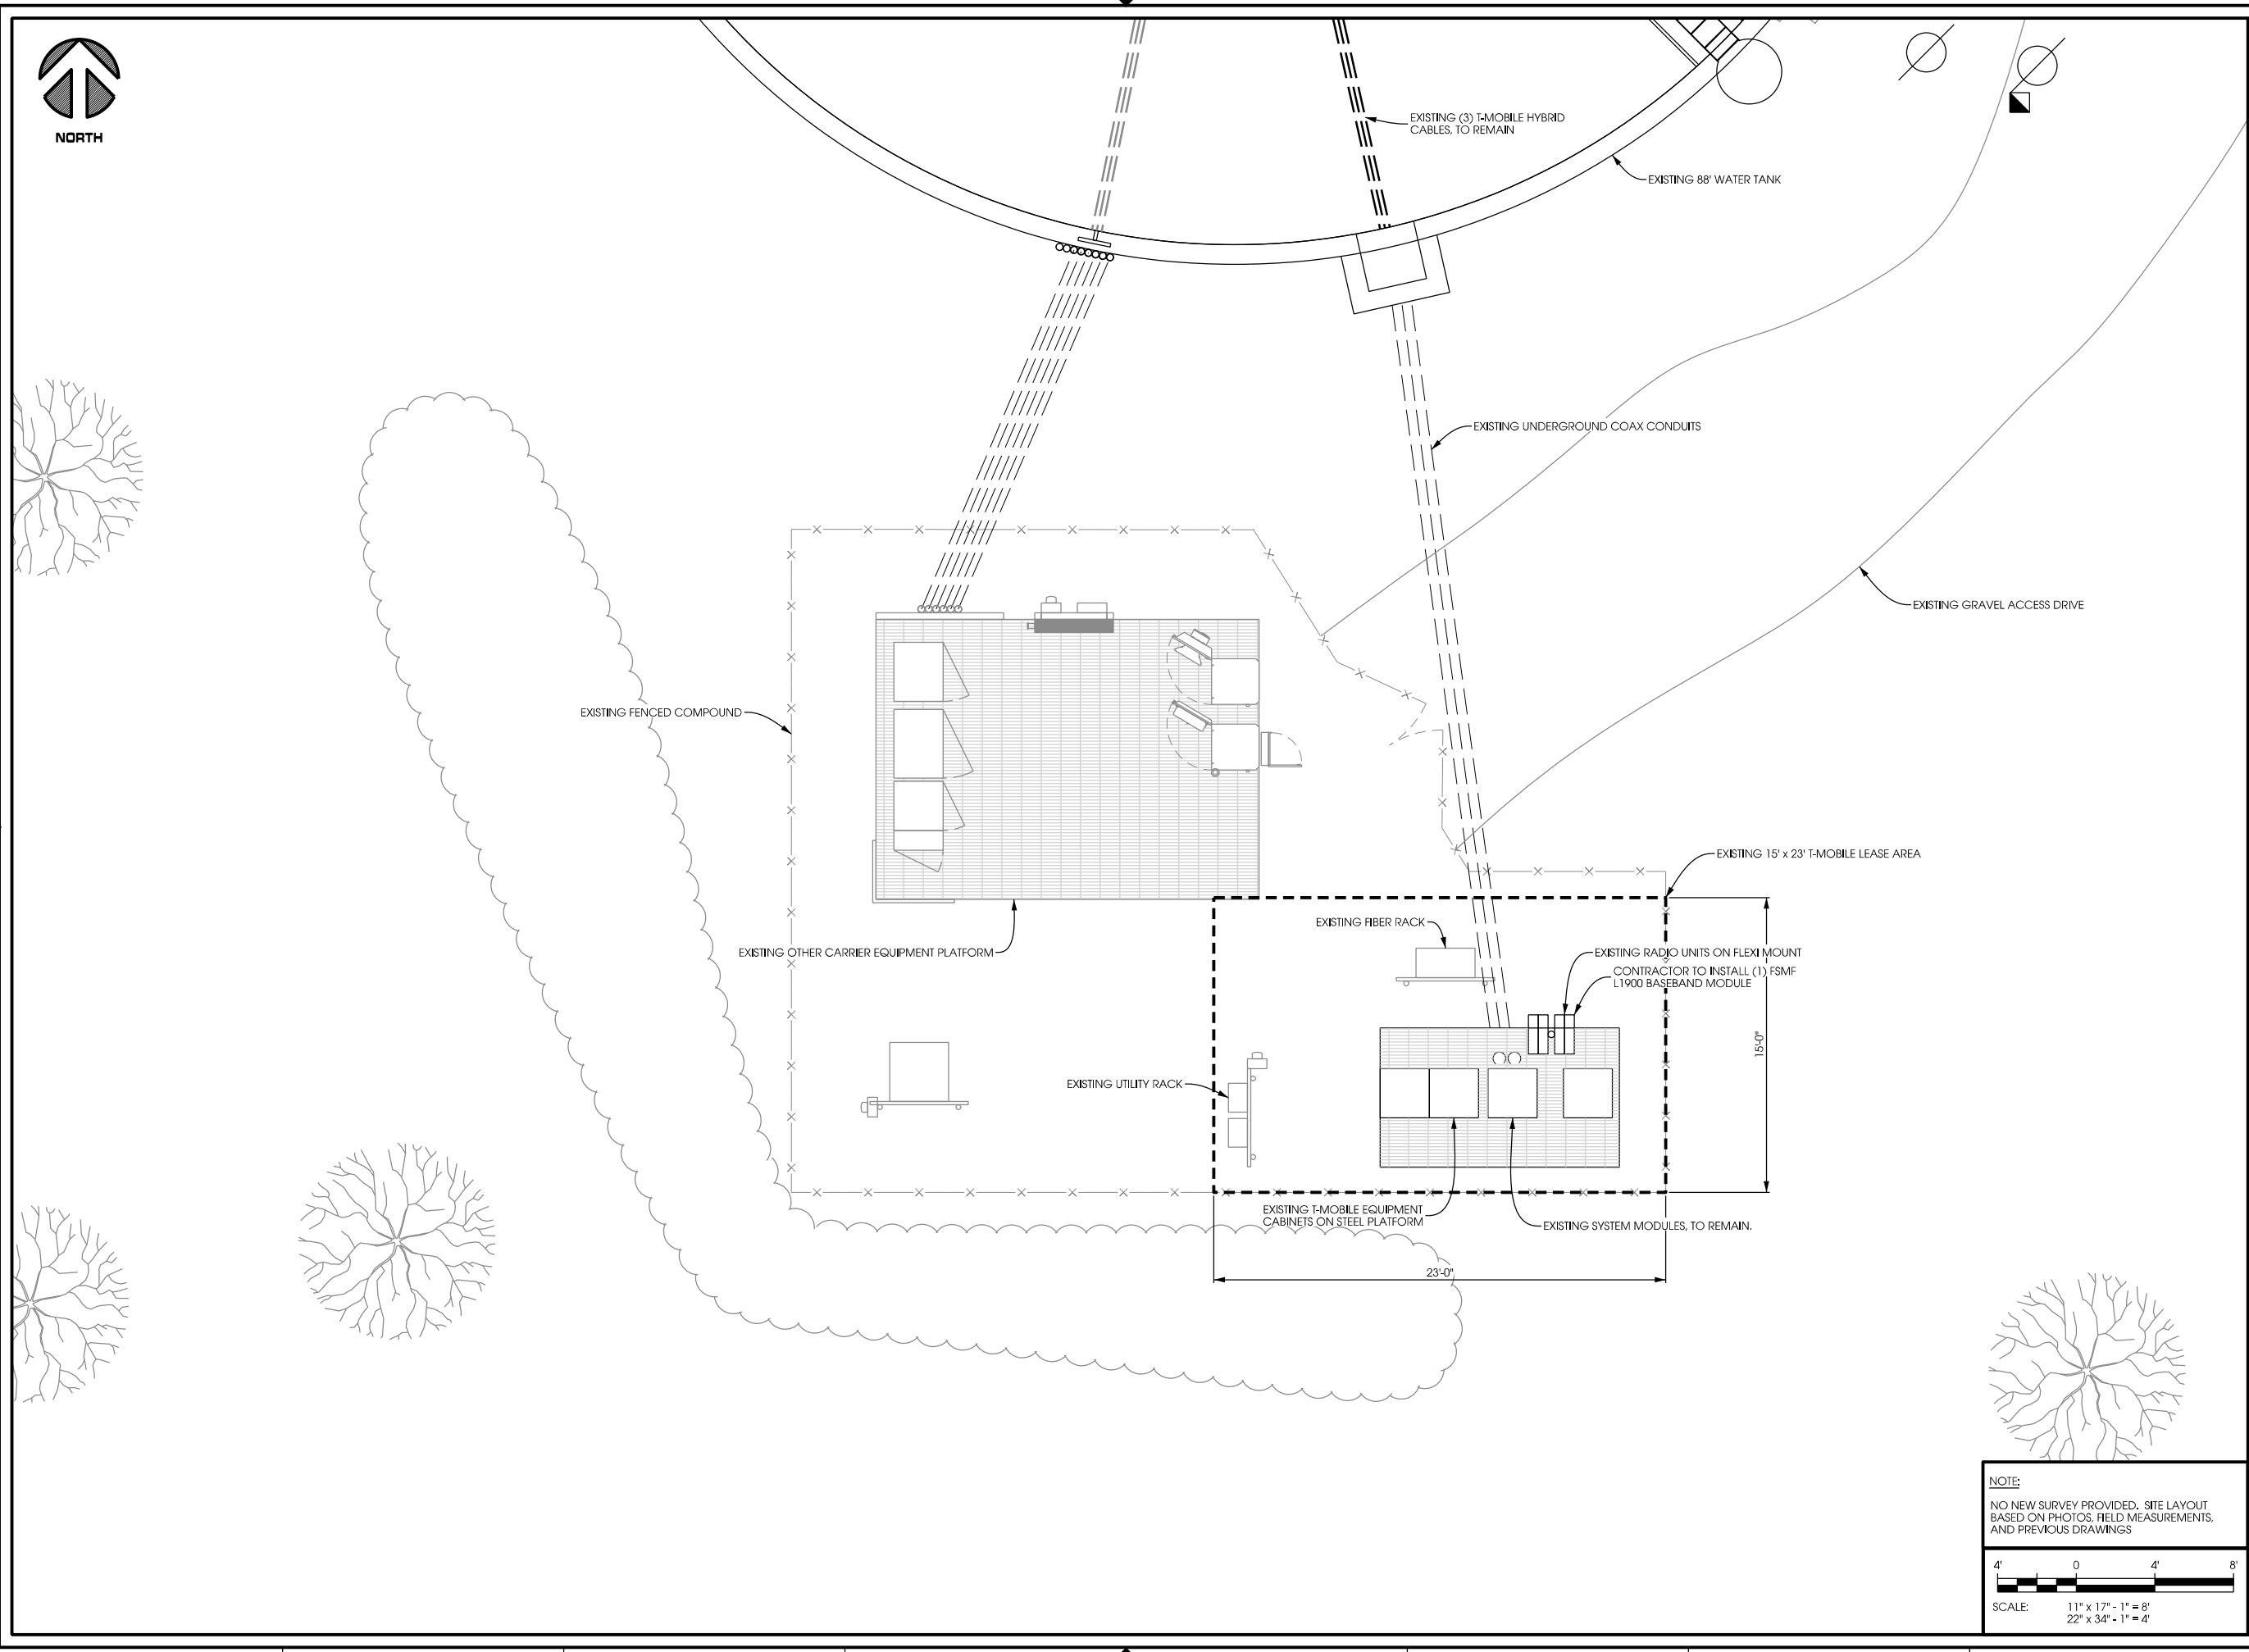 NORTH
EXISTING (3) T-MOBILE HYBRID
CABLES, TO REMAIN
EXISTING 88' WATER TANK
EXISTING UNDERGROUND COAX CONDUITS
EXISTING GRAVEL ACCESS DRIVE
EXISTING FENCED COMPOUND
EXISTING 15' x 23' T-MOBILE LEASE AREA
EXISTING FIBER RACK
EXISTING OTHER CARRIER EQUIPMENT PLATFORM
EXISTING RADIO UNITS ON FLEXI MOUNT
CONTRACTOR TO INSTALL (1) FSMF
L1900 BASEBAND MODULE
15'-0"
EXISTING UTILITY RACK
EXISTING T-MOBILE EQUIPMENT
CABINETS ON STEEL PLATFORM
EXISTING SYSTEM MODULES, TO REMAIN.
23'-0"
NOTE:
NO NEW SURVEY PROVIDED. SITE LAYOUT
BASED ON PHOTOS, FIELD MEASUREMENTS,
AND PREVIOUS DRAWINGS
4' 0 4' 8'
SCALE: 11" x 17" - 1" = 8'
22" x 34" - 1" = 4'